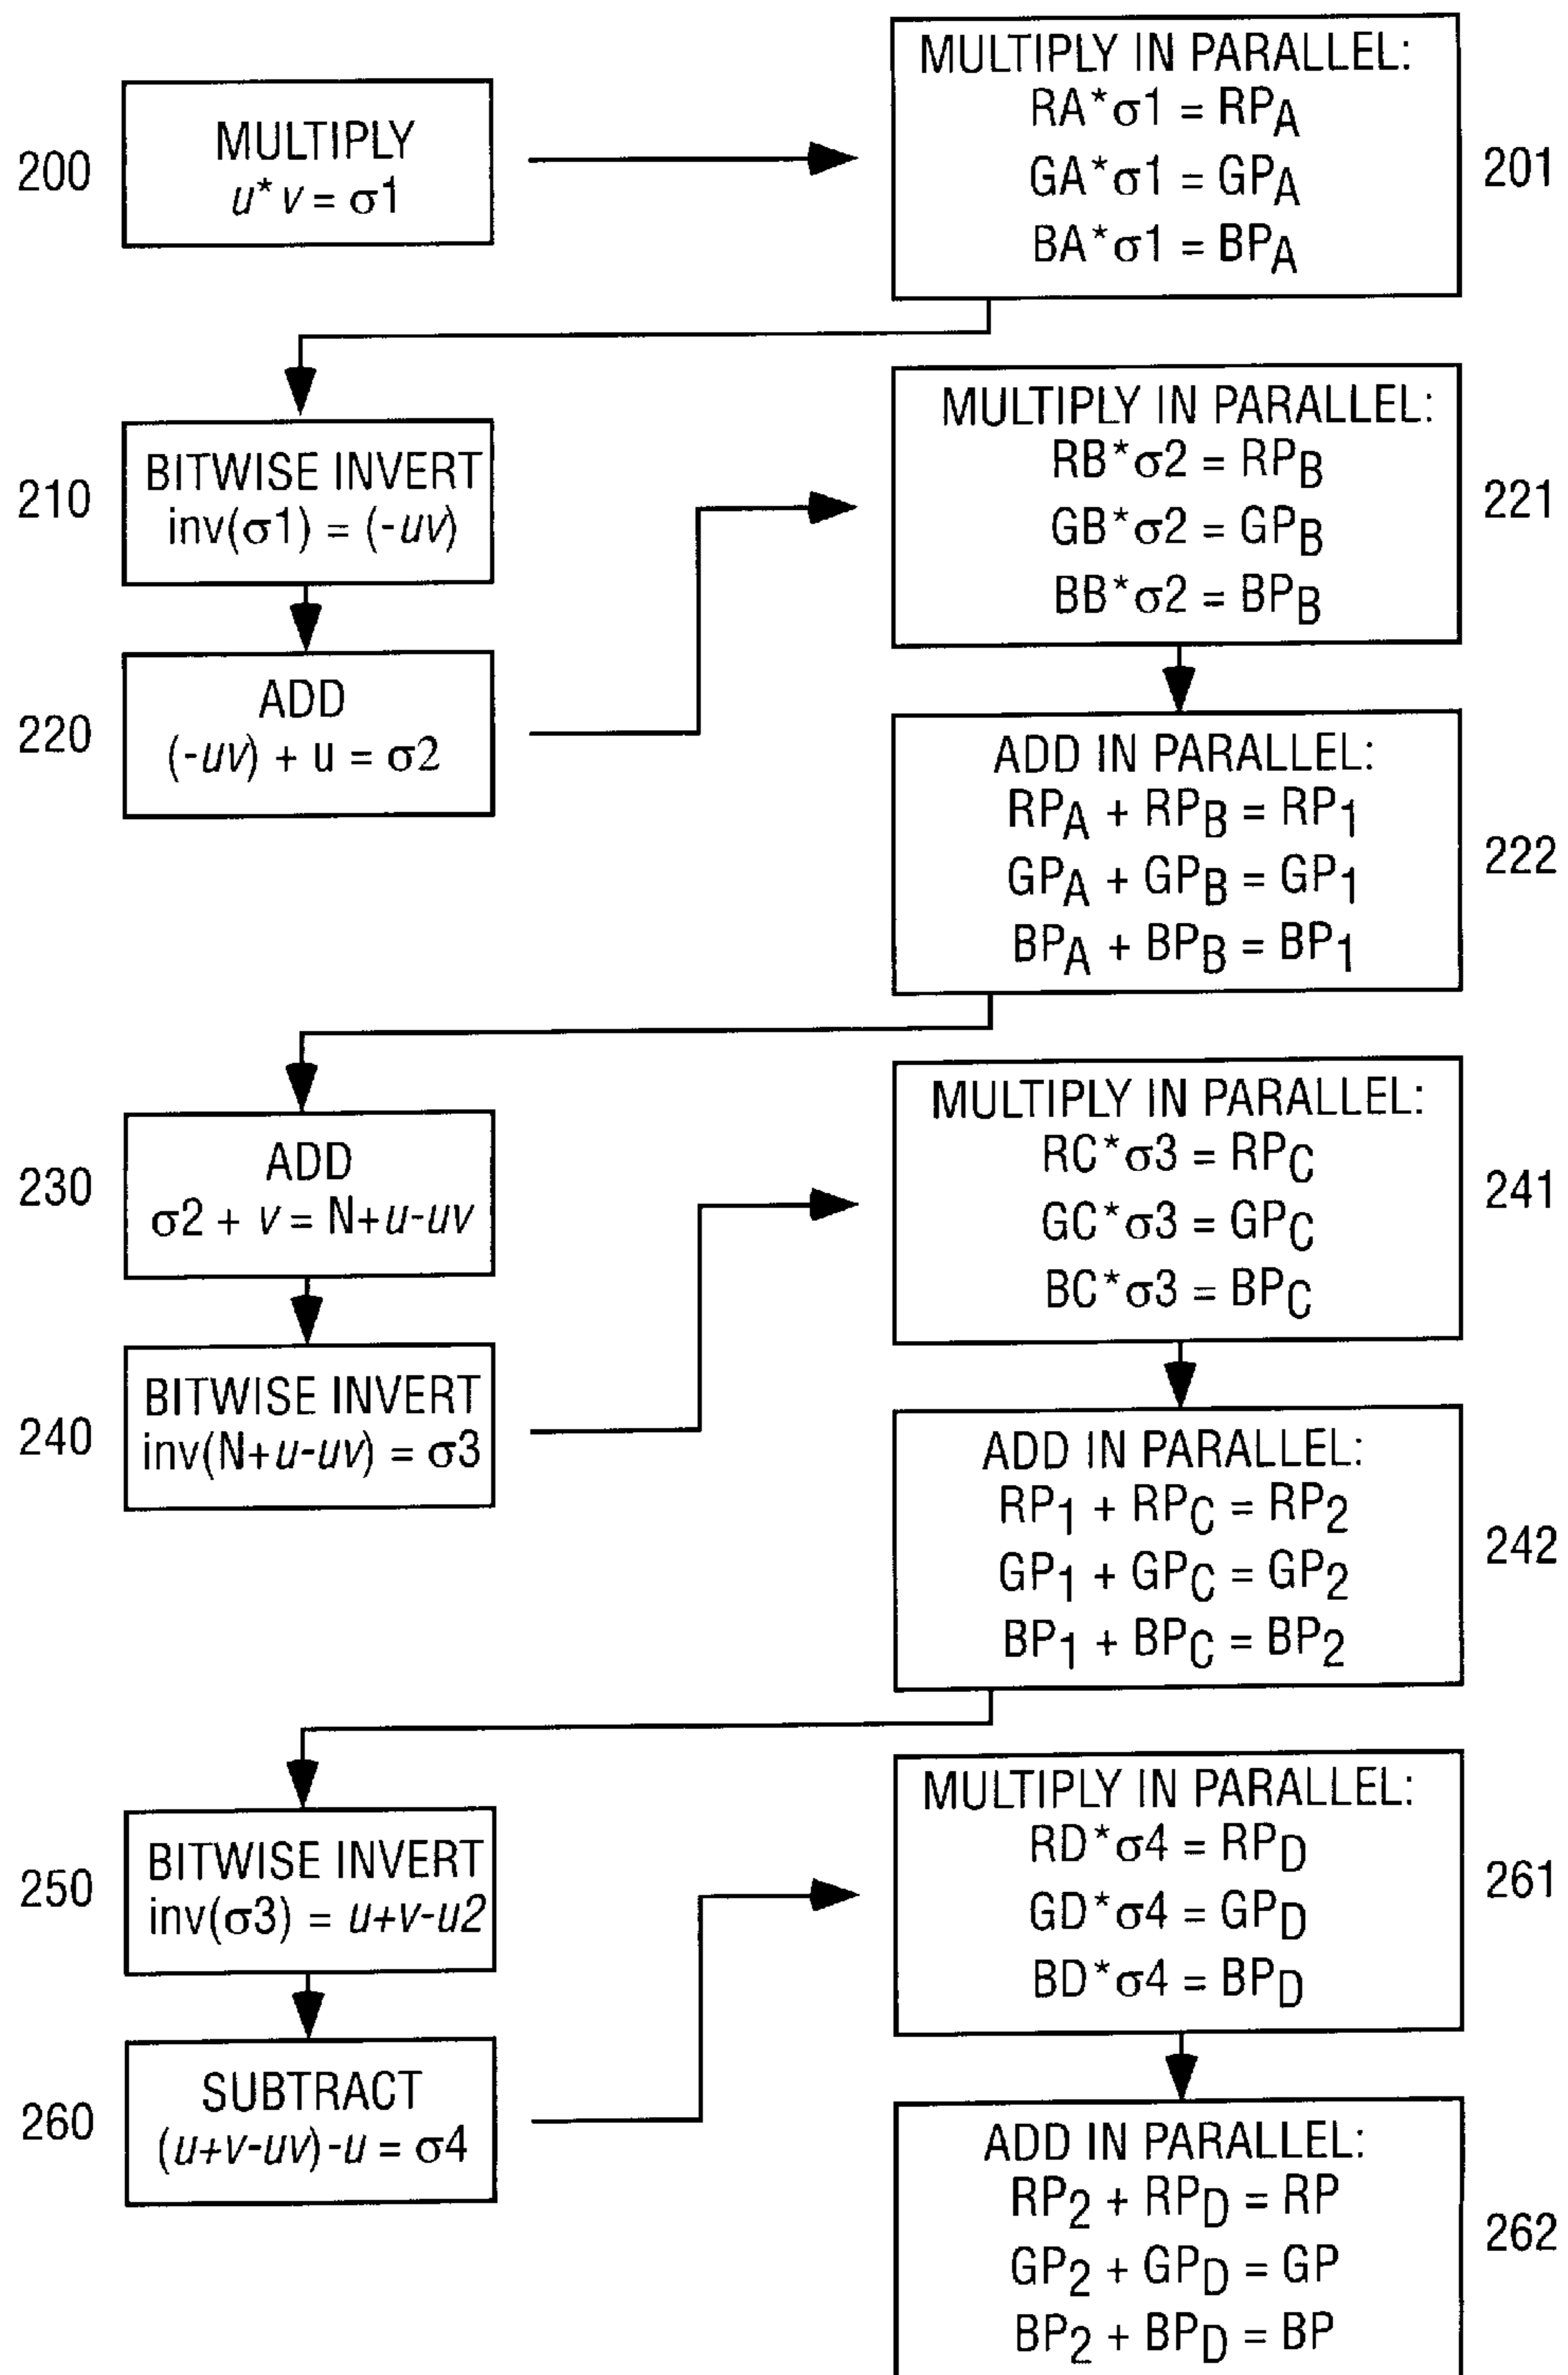 200
MULTIPLY
u*v = σ1
MULTIPLY IN PARALLEL:
RA*σ1 = RPA
GA*σ1 = GPA
BA*σ1 = BPA
201
210
BITWISE INVERT
inv(σ1) = (-uv)
220
ADD
(-uv) + u = σ2
MULTIPLY IN PARALLEL:
RB*σ2 = RPB
GB*σ2 = GPB
BB*σ2 = BPB
221
ADD IN PARALLEL:
RPA + RPB = RP1
GPA + GPB = GP1
BPA + BPB = BP1
222
230
ADD
σ2 + v = N+u-uv
240
BITWISE INVERT
inv(N+u-uv) = σ3
MULTIPLY IN PARALLEL:
RC*σ3 = RPC
GC*σ3 = GPC
BC*σ3 = BPC
241
ADD IN PARALLEL:
RP1 + RPC = RP2
GP1 + GPC = GP2
BP1 + BPC = BP2
242
250
BITWISE INVERT
inv(σ3) = u+v-u2
260
SUBTRACT
(u+v-uv)-u = σ4
MULTIPLY IN PARALLEL:
RD*σ4 = RPD
GD*σ4 = GPD
BD*σ4 = BPD
261
ADD IN PARALLEL:
RP2 + RPD = RP
GP2 + GPD = GP
BP2 + BPD = BP
262